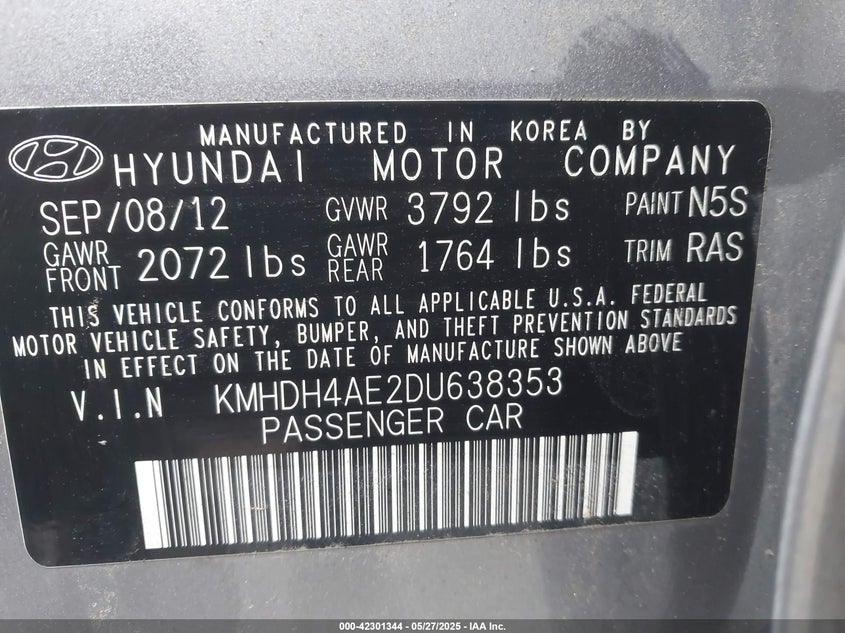 MANUFACTURED IN KOREA BY
HYUNDAI MOTOR COMPANY
SEP/08/12 GVWR 3792 lbs PAINT N5S
GAWR FRONT 2072 lbs GAWR REAR 1764 lbs TRIM RAS
THIS VEHICLE CONFORMS TO ALL APPLICABLE U.S.A. FEDERAL
MOTOR VEHICLE SAFETY, BUMPER, AND THEFT PREVENTION STANDARDS
IN EFFECT ON THE DATE OF MANUFACTURE SHOWN ABOVE
V.I.N KMHDH4AE2DU638353
PASSENGER CAR
000-42301344 | 05/27/2025 - IAA Inc.